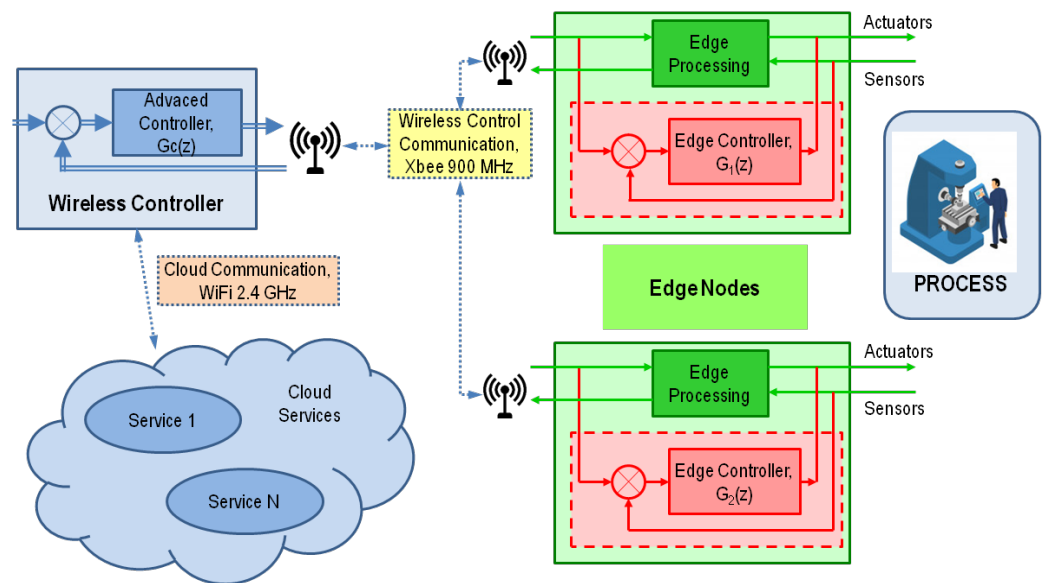 Advaced
Controller,
Gc(z)
Wireless Controller
Cloud Communication,
WiFi 2.4 GHz
Cloud
Services
Service 1
Service N
Wireless Control
Communication,
Xbee 900 MHz
Edge
Processing
Actuators
Sensors
Edge Controller,
G₁(z)
Edge Nodes
PROCESS
Edge
Processing
Actuators
Sensors
Edge Controller,
G₂(z)